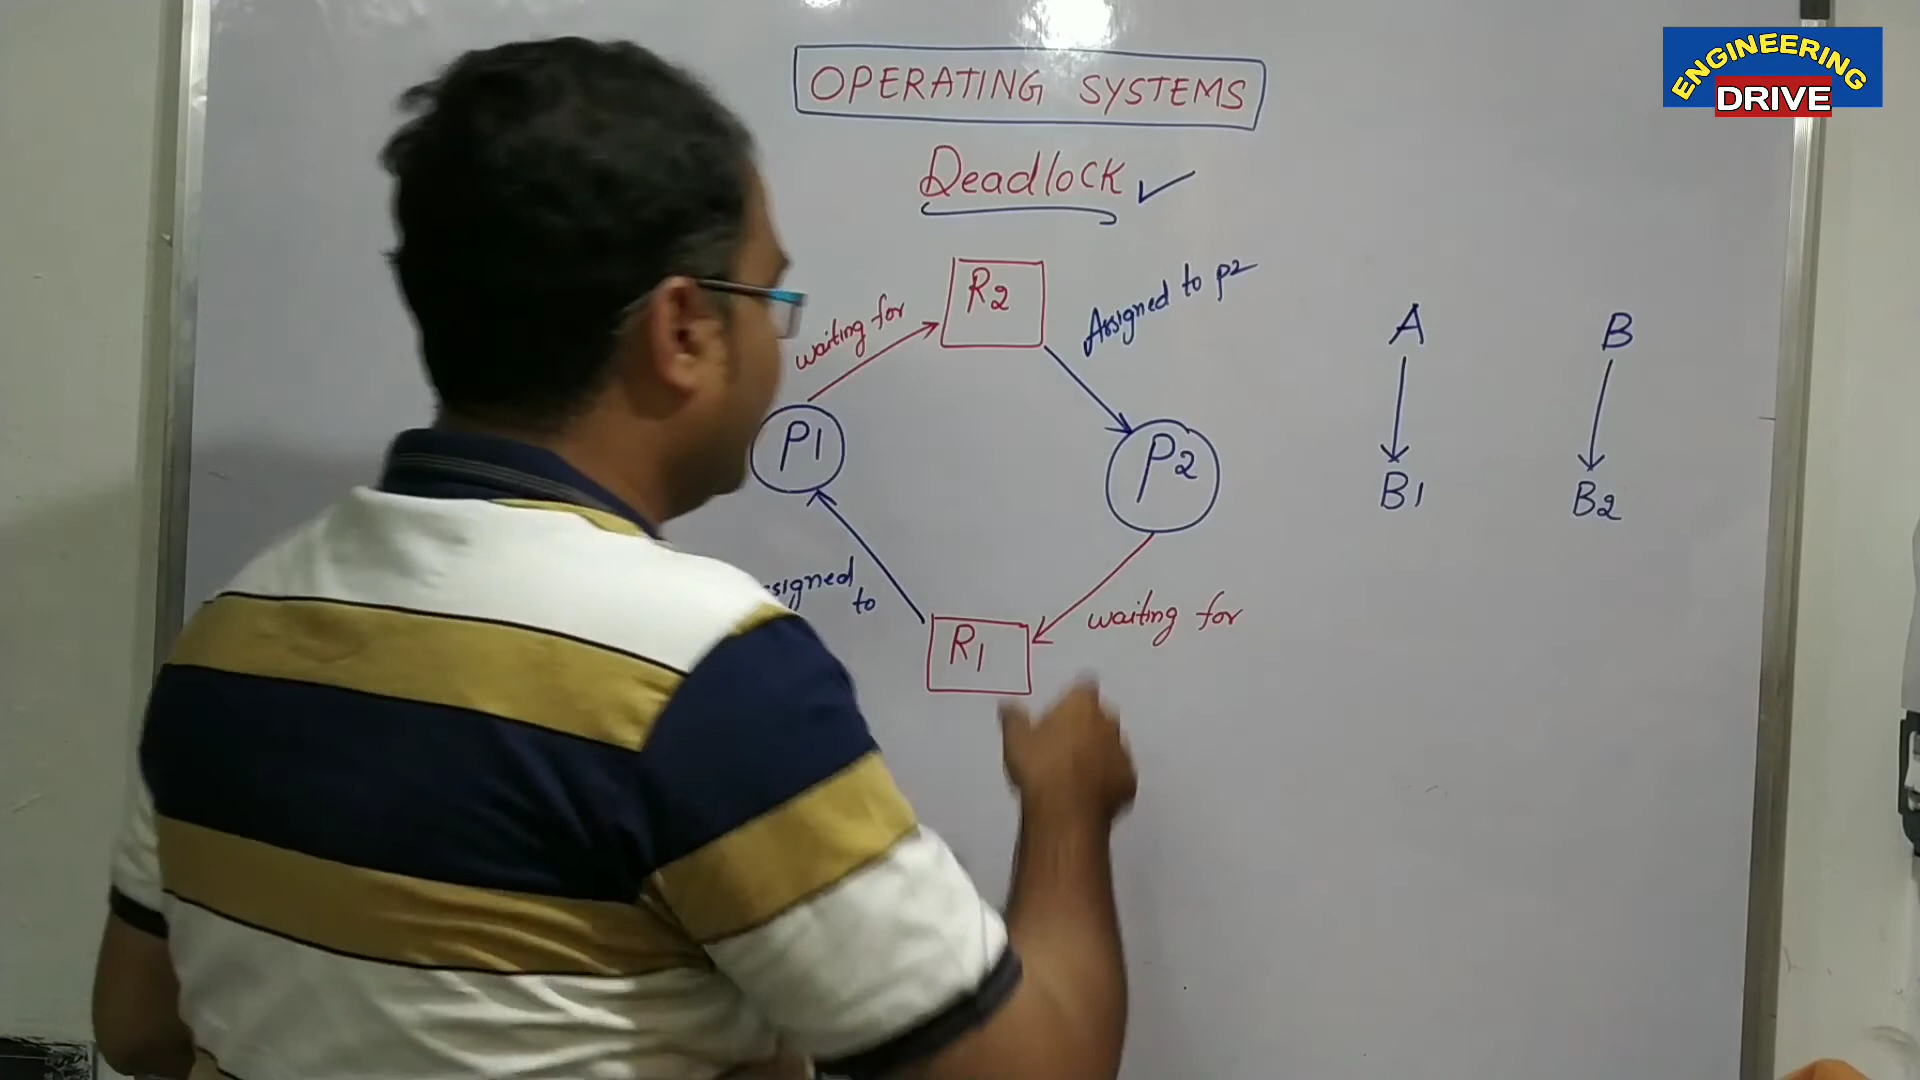 ENGINEERING
DRIVE
OPERATING SYSTEMS
Deadlock
R2
waiting for
Assigned to P2
P1
P2
A
B
B1
B2
to
R1
waiting for